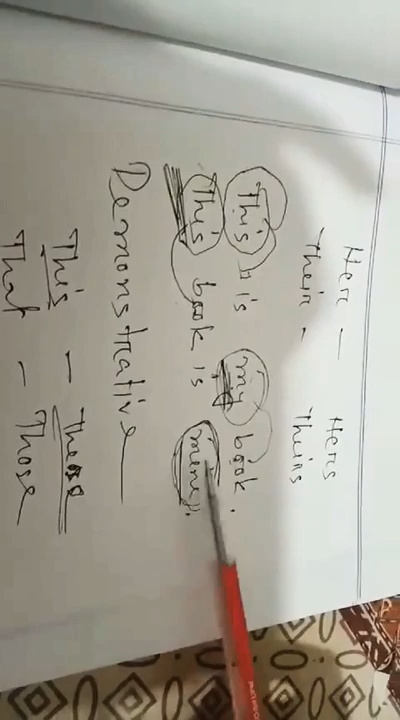 Her — Hers
Their — Theirs
This is my book.
This book is mine.
Demonstrative
This — These
That — Those